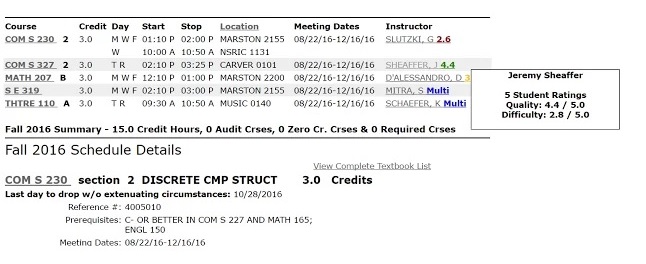 Course Credit Day Start Stop Location Meeting Dates Instructor
COM S 230 2 3.0 M W F 01:10 P 02:00 P MARSTON 2155 08/22/16-12/16/16 SLUTZKI, G 2.6
W 10:00 A 10:50 A NSRIC 1131
COM S 327 2 3.0 T R 02:10 P 03:25 P CARVER 0101 08/22/16-12/16/16 SHEAFFER, J 4.4
MATH 207 B 3.0 M W F 12:10 P 01:00 P MARSTON 2200 08/22/16-12/16/16 D'ALESSANDRO, D
S E 319 3.0 M W F 02:10 P 03:00 P MARSTON 2155 08/22/16-12/16/16 MITRA, S Multi
THTRE 110 A 3.0 T R 09:30 A 10:50 A MUSIC 0140 08/22/16-12/16/16 SCHAEFER, K Multi
Jeremy Sheaffer
5 Student Ratings
Quality: 4.4 / 5.0
Difficulty: 2.8 / 5.0
Fall 2016 Summary - 15.0 Credit Hours, 0 Audit Crses, 0 Zero Cr. Crses & 0 Required Crses
Fall 2016 Schedule Details
View Complete Textbook List
COM S 230 section 2 DISCRETE CMP STRUCT 3.0 Credits
Last day to drop w/o extenuating circumstances: 10/28/2016
Reference #: 4005010
Prerequisites: C- OR BETTER IN COM S 227 AND MATH 165;
ENGL 150
Meeting Dates: 08/22/16-12/16/16